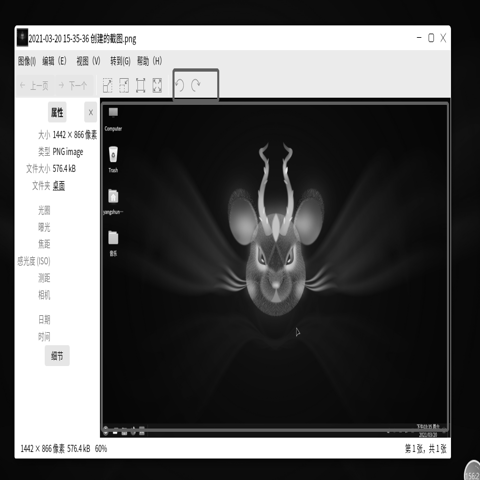 2021-03-20 15-35-36 创建的截图.png
图像(I) 编辑（E） 视图（V） 转到(G) 帮助（H）
上一页 下一个
属性
大小 1442 × 866 像素
类型 PNG image
文件大小 576.4 kB
文件夹 桌面
光圈
曝光
焦距
感光度 (ISO)
测距
相机
日期
时间
细节
Computer
Trash
音乐
1442 × 866 像素 576.4 kB 60%
第 1 张，共 1 张